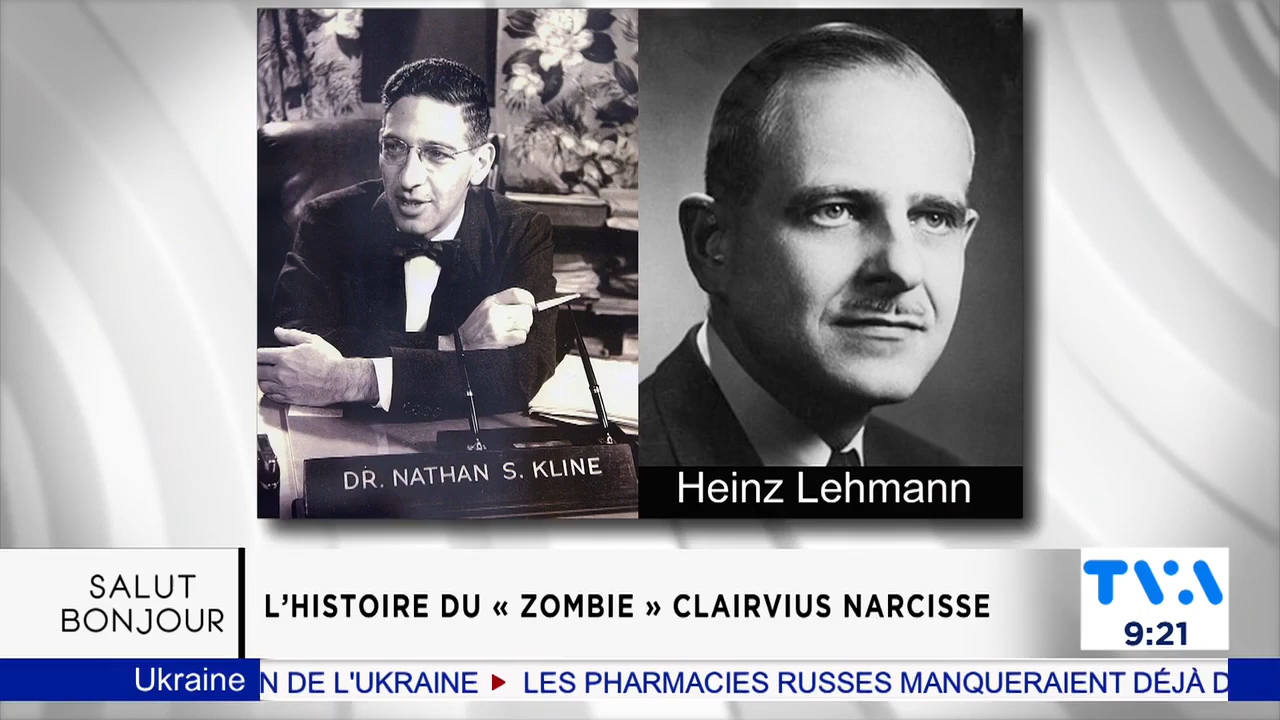 DR. NATHAN S. KLINE
Heinz Lehmann
SALUT
BONJOUR
L'HISTOIRE DU « ZOMBIE » CLAIRVIUS NARCISSE
TVA
9:21
Ukraine
N DE L'UKRAINE ▶ LES PHARMACIES RUSSES MANQUERAIENT DÉJÀ D